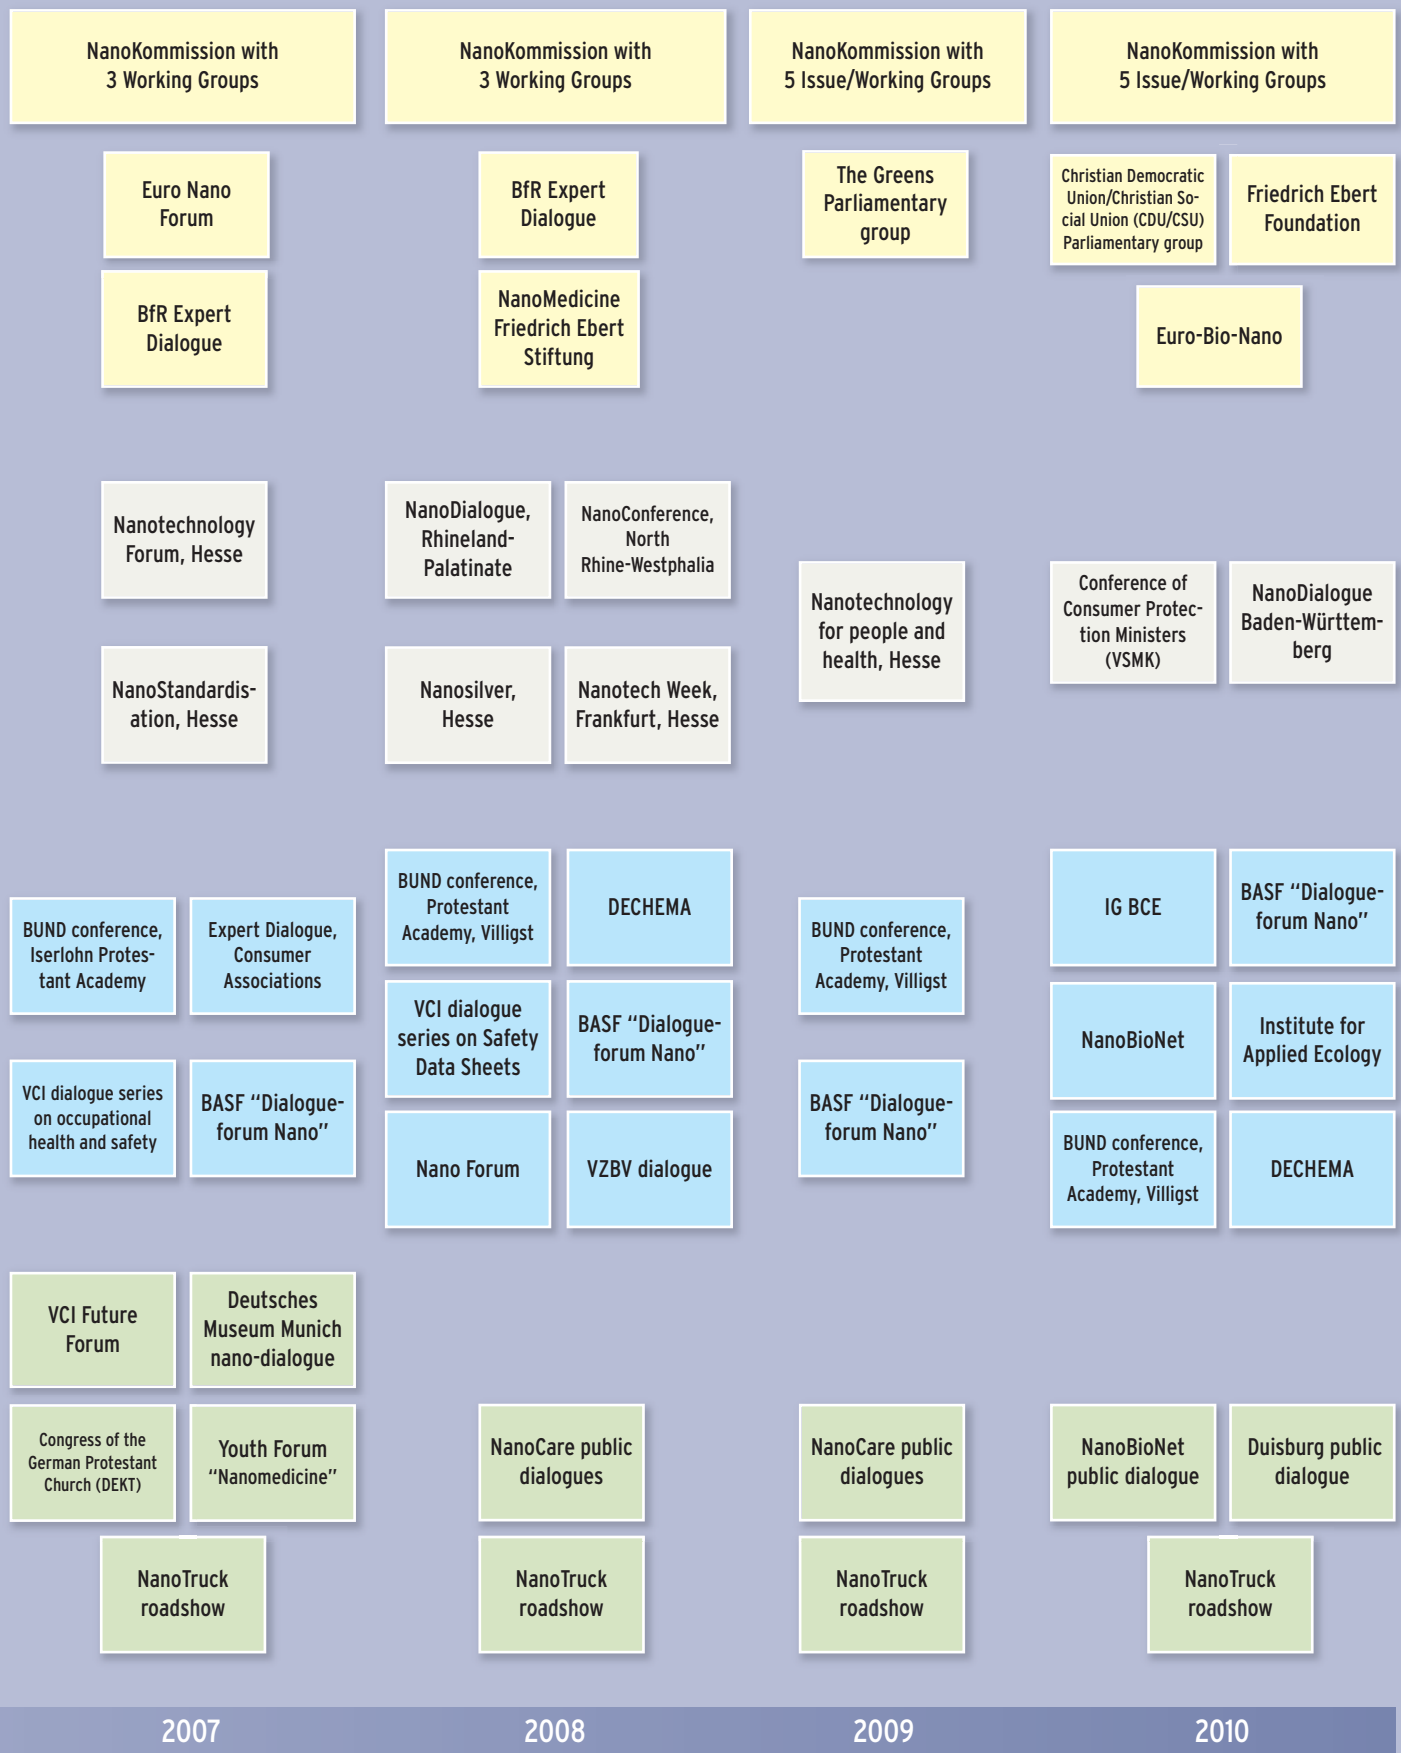 NanoKommission with
3 Working Groups
NanoKommission with
3 Working Groups
NanoKommission with
5 Issue/Working Groups
NanoKommission with
5 Issue/Working Groups
Euro Nano
Forum
BfR Expert
Dialogue
The Greens
Parliamentary
group
Christian Democratic
Union/Christian So-
cial Union (CDU/CSU)
Parliamentary group
Friedrich Ebert
Foundation
BfR Expert
Dialogue
NanoMedicine
Friedrich Ebert
Stiftung
Euro-Bio-Nano
Nanotechnology
Forum, Hesse
NanoDialogue,
Rhineland-
Palatinate
NanoConference,
North
Rhine-Westphalia
Nanotechnology
for people and
health, Hesse
Conference of
Consumer Protec-
tion Ministers
(VSMK)
NanoDialogue
Baden-Württem-
berg
NanoStandardis-
ation, Hesse
Nanosilver,
Hesse
Nanotech Week,
Frankfurt, Hesse
BUND conference,
Iserlohn Protes-
tant Academy
Expert Dialogue,
Consumer
Associations
BUND conference,
Protestant
Academy, Villigst
DECHEMA
BUND conference,
Protestant
Academy, Villigst
IG BCE
BASF “Dialogue-
forum Nano”
VCI dialogue
series on Safety
Data Sheets
BASF “Dialogue-
forum Nano”
NanoBioNet
Institute for
Applied Ecology
VCI dialogue series
on occupational
health and safety
BASF “Dialogue-
forum Nano”
Nano Forum
VZBV dialogue
BASF “Dialogue-
forum Nano”
BUND conference,
Protestant
Academy, Villigst
DECHEMA
VCI Future
Forum
Deutsches
Museum Munich
nano-dialogue
Congress of the
German Protestant
Church (DEKT)
Youth Forum
“Nanomedicine”
NanoCare public
dialogues
NanoCare public
dialogues
NanoBioNet
public dialogue
Duisburg public
dialogue
NanoTruck
roadshow
NanoTruck
roadshow
NanoTruck
roadshow
NanoTruck
roadshow
2007
2008
2009
2010